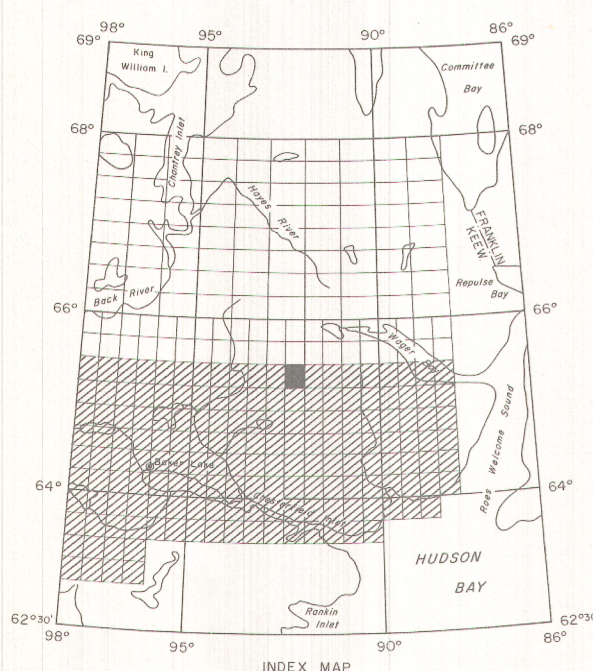 98° 95° 90° 86°
69° 69°
King
William I.
Committee
Bay
68° 68°
Chantrey Inlet
Hayes
River
FRANKLIN
KEEW.
Back River
Repulse
Bay
66° 66°
Wager Bay
Roes Welcome Sound
Baker Lake
64° 64°
Chesterfield Inlet
HUDSON
BAY
Rankin
Inlet
62°30' 62°30'
98° 95° 90° 86°
INDEX MAP